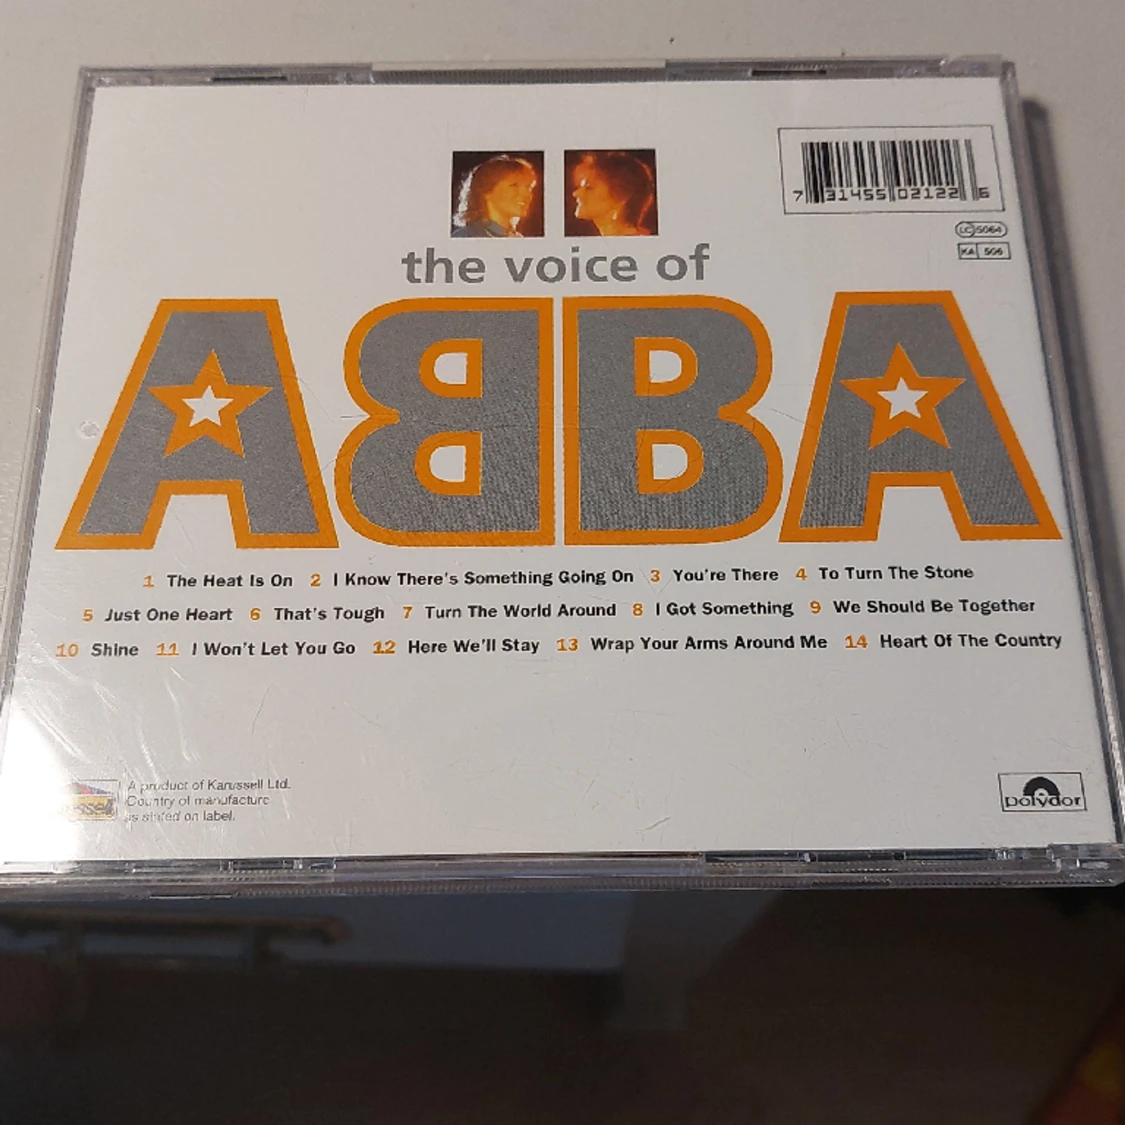 7 314550 21226
LC 5064
KA 506
the voice of
ABBA
1 The Heat Is On 2 I Know There's Something Going On 3 You're There 4 To Turn The Stone
5 Just One Heart 6 That's Tough 7 Turn The World Around 8 I Got Something 9 We Should Be Together
10 Shine 11 I Won't Let You Go 12 Here We'll Stay 13 Wrap Your Arms Around Me 14 Heart Of The Country
A product of Karussell Ltd.
Country of manufacture
as stated on label.
polydor